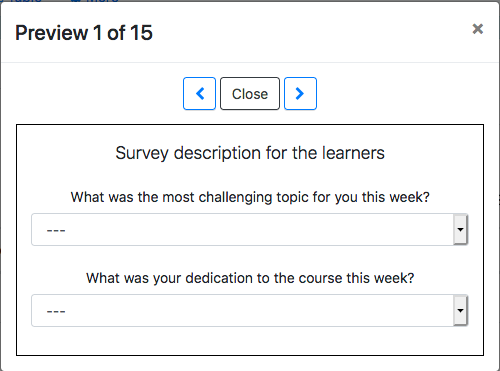 Preview 1 of 15
×
Close
Survey description for the learners
What was the most challenging topic for you this week?
---
What was your dedication to the course this week?
---